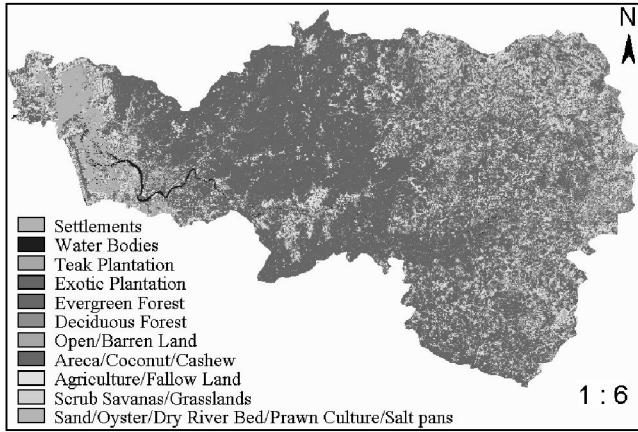 N
Settlements
Water Bodies
Teak Plantation
Exotic Plantation
Evergreen Forest
Deciduous Forest
Open/Barren Land
Areca/Coconut/Cashew
Agriculture/Fallow Land
Scrub Savanas/Grasslands
Sand/Oyster/Dry River Bed/Prawn Culture/Salt pans
1 : 6